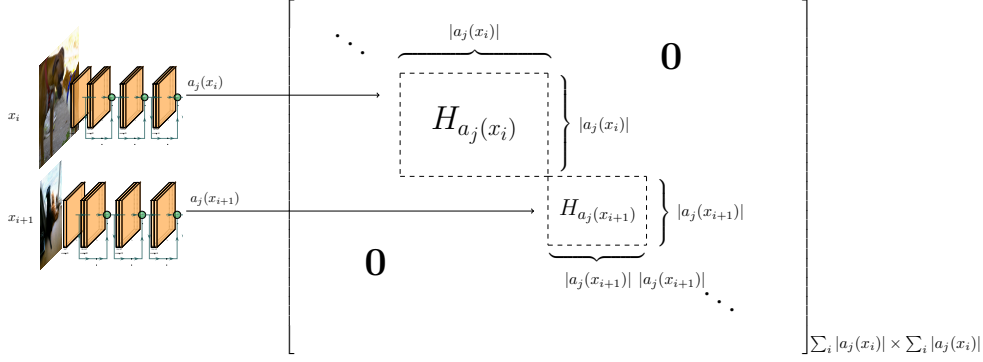 |a_j(x_i)|
0
a_j(x_i)
x_i
H_{a_j(x_i)}
|a_j(x_i)|
a_j(x_{i+1})
x_{i+1}
H_{a_j(x_{i+1})}
|a_j(x_{i+1})|
0
|a_j(x_{i+1})| |a_j(x_{i+1})|
∑_i |a_j(x_i)| × ∑_i |a_j(x_i)|